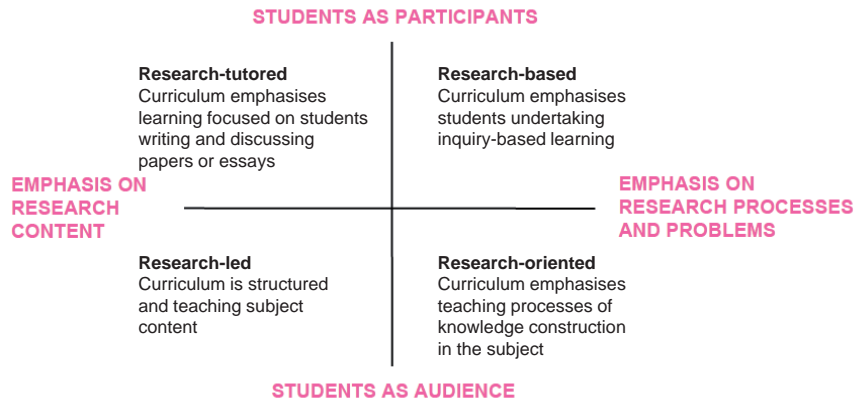 STUDENTS AS PARTICIPANTS
Research-tutored
Curriculum emphasises
learning focused on students
writing and discussing
papers or essays
Research-based
Curriculum emphasises
students undertaking
inquiry-based learning
EMPHASIS ON
RESEARCH
CONTENT
EMPHASIS ON
RESEARCH PROCESSES
AND PROBLEMS
Research-led
Curriculum is structured
and teaching subject
content
Research-oriented
Curriculum emphasises
teaching processes of
knowledge construction
in the subject
STUDENTS AS AUDIENCE